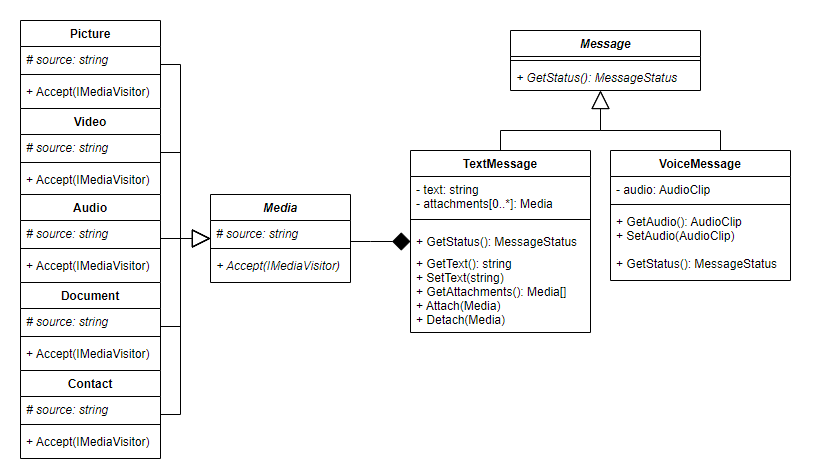 Picture
# source: string
+ Accept(IMediaVisitor)
Video
# source: string
+ Accept(IMediaVisitor)
Audio
# source: string
+ Accept(IMediaVisitor)
Document
# source: string
+ Accept(IMediaVisitor)
Contact
# source: string
+ Accept(IMediaVisitor)
Media
# source: string
+ Accept(IMediaVisitor)
Message
+ GetStatus(): MessageStatus
TextMessage
- text: string
- attachments[0..*]: Media
+ GetStatus(): MessageStatus
+ GetText(): string
+ SetText(string)
+ GetAttachments(): Media[]
+ Attach(Media)
+ Detach(Media)
VoiceMessage
- audio: AudioClip
+ GetAudio(): AudioClip
+ SetAudio(AudioClip)
+ GetStatus(): MessageStatus